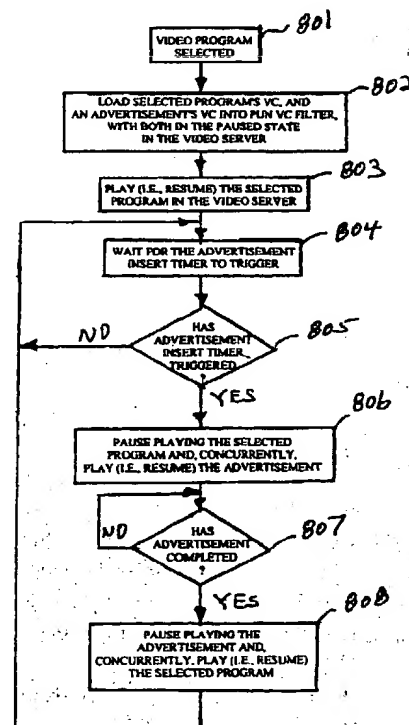 801
VIDEO PROGRAM
SELECTED
802
LOAD SELECTED PROGRAM'S VC, AND
AN ADVERTISEMENT'S VC INTO PUN VC FILTER,
WITH BOTH IN THE PAUSED STATE
IN THE VIDEO SERVER
803
PLAY (I.E., RESUME) THE SELECTED
PROGRAM IN THE VIDEO SERVER
804
WAIT FOR THE ADVERTISEMENT
INSERT TIMER TO TRIGGER
805
NO
HAS
ADVERTISEMENT
INSERT TIMER
TRIGGERED
?
YES
806
PAUSE PLAYING THE SELECTED
PROGRAM AND, CONCURRENTLY,
PLAY (I.E., RESUME) THE ADVERTISEMENT
807
NO
HAS
ADVERTISEMENT
COMPLETED
?
YES
808
PAUSE PLAYING THE
ADVERTISEMENT AND,
CONCURRENTLY, PLAY (I.E., RESUME)
THE SELECTED PROGRAM